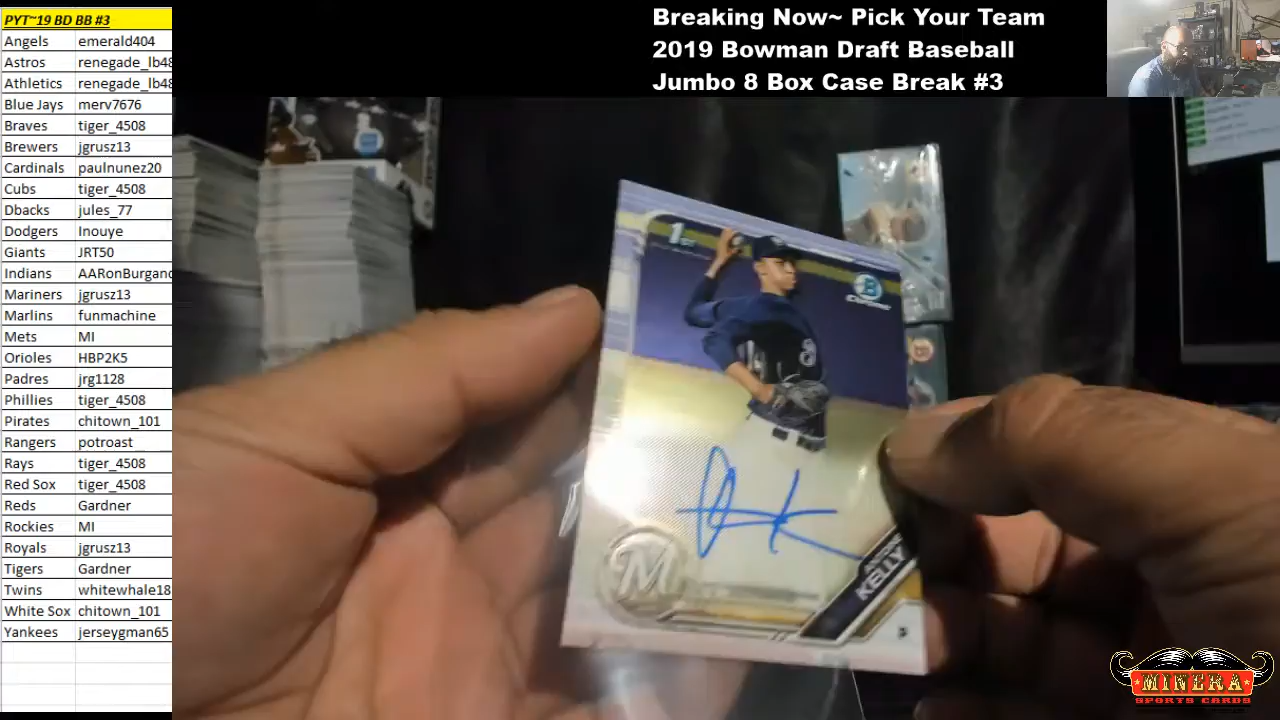 PYT~19 BD BB #3
Angels emerald404
Astros renegade_lb48
Athletics renegade_lb48
Blue Jays merv7676
Braves tiger_4508
Brewers jgrusz13
Cardinals paulnunez20
Cubs tiger_4508
Dbacks jules_77
Dodgers Inouye
Giants JRT50
Indians AARonBurgand
Mariners jgrusz13
Marlins funmachine
Mets MI
Orioles HBP2K5
Padres jrg1128
Phillies tiger_4508
Pirates chitown_101
Rangers potroast
Rays tiger_4508
Red Sox tiger_4508
Reds Gardner
Rockies MI
Royals jgrusz13
Tigers Gardner
Twins whitewhale18
White Sox chitown_101
Yankees jerseygman65
Breaking Now~ Pick Your Team
2019 Bowman Draft Baseball
Jumbo 8 Box Case Break #3
1ST
B
Chrome
M
KELLY
P
MINERA
SPORTS CARDS